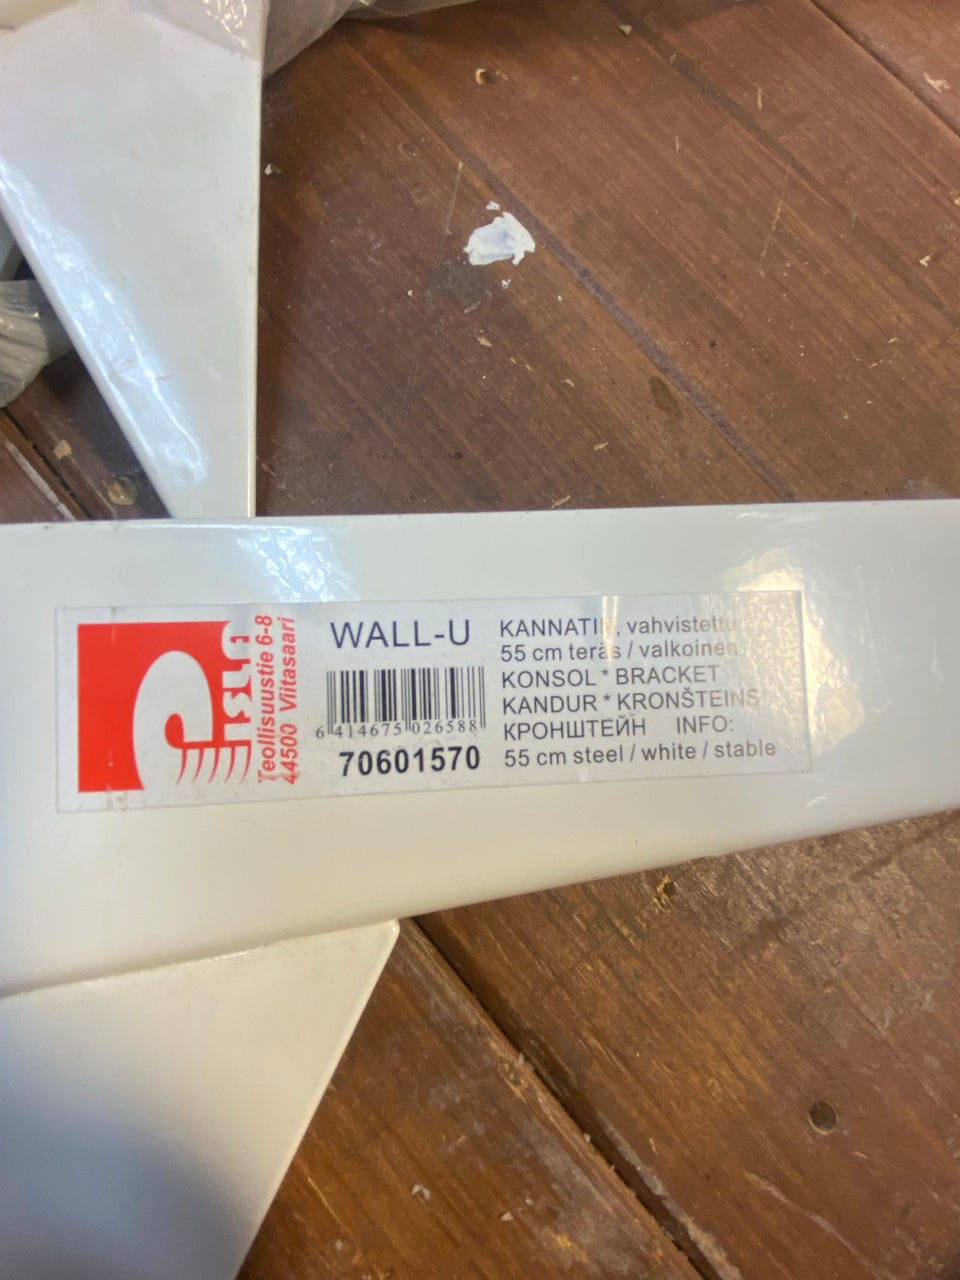 PISLA
Teollisuustie 6-8
44500 Viitasaari
WALL-U
6 414675 026588
70601570
KANNATIN, vahvistettu
55 cm teräs / valkoinen
KONSOL * BRACKET
KANDUR * KRONŠTEINS
КРОНШТЕЙН INFO:
55 cm steel / white / stable